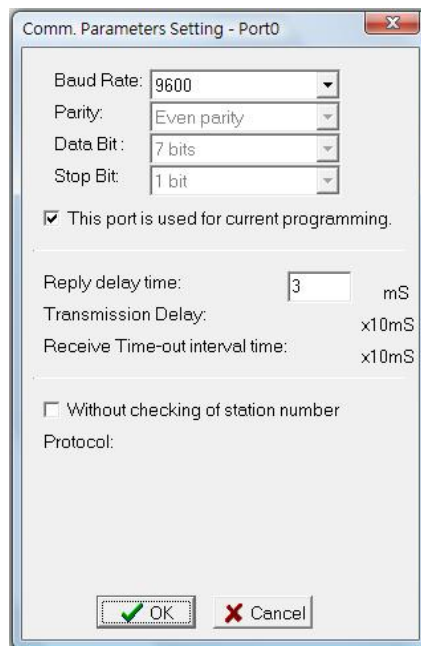 Comm. Parameters Setting - Port0
Baud Rate: 9600
Parity: Even parity
Data Bit : 7 bits
Stop Bit: 1 bit
This port is used for current programming.
Reply delay time: 3 mS
Transmission Delay: x10mS
Receive Time-out interval time: x10mS
Without checking of station number
Protocol:
OK Cancel